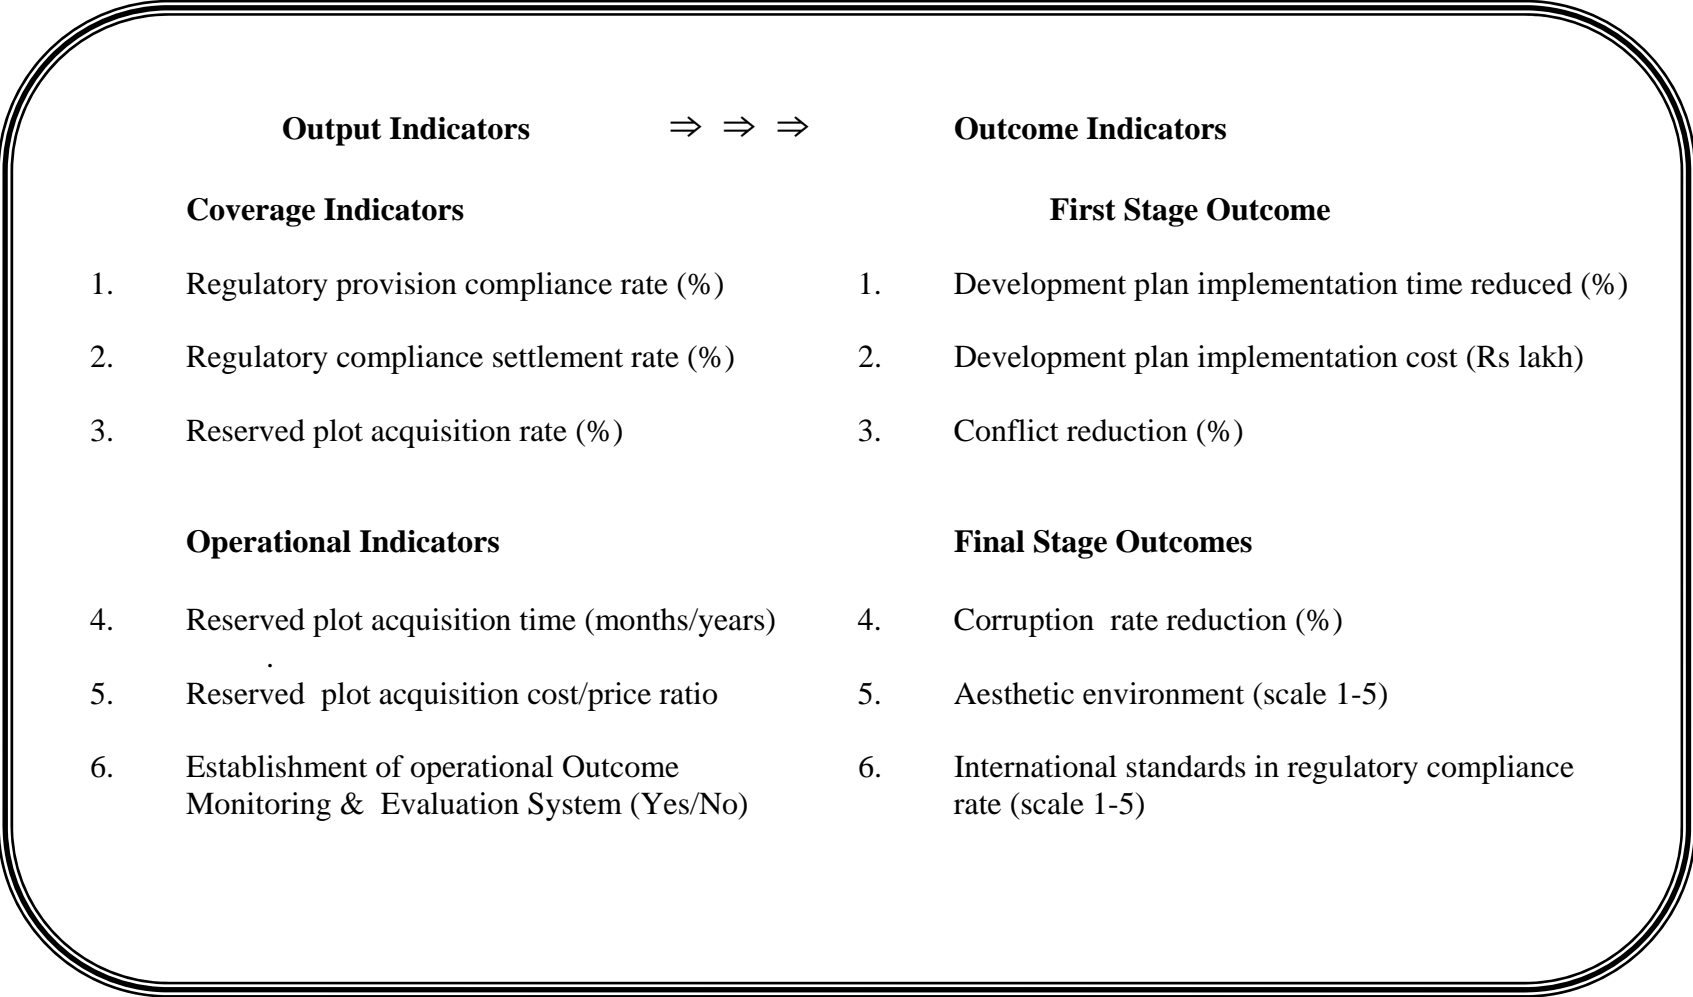 Output Indicators ⇒ ⇒ ⇒ Outcome Indicators
Coverage Indicators First Stage Outcome
1. Regulatory provision compliance rate (%) 1. Development plan implementation time reduced (%)
2. Regulatory compliance settlement rate (%) 2. Development plan implementation cost (Rs lakh)
3. Reserved plot acquisition rate (%) 3. Conflict reduction (%)
Operational Indicators Final Stage Outcomes
4. Reserved plot acquisition time (months/years) 4. Corruption rate reduction (%)
.
5. Reserved plot acquisition cost/price ratio 5. Aesthetic environment (scale 1-5)
6. Establishment of operational Outcome 6. International standards in regulatory compliance
Monitoring & Evaluation System (Yes/No) rate (scale 1-5)